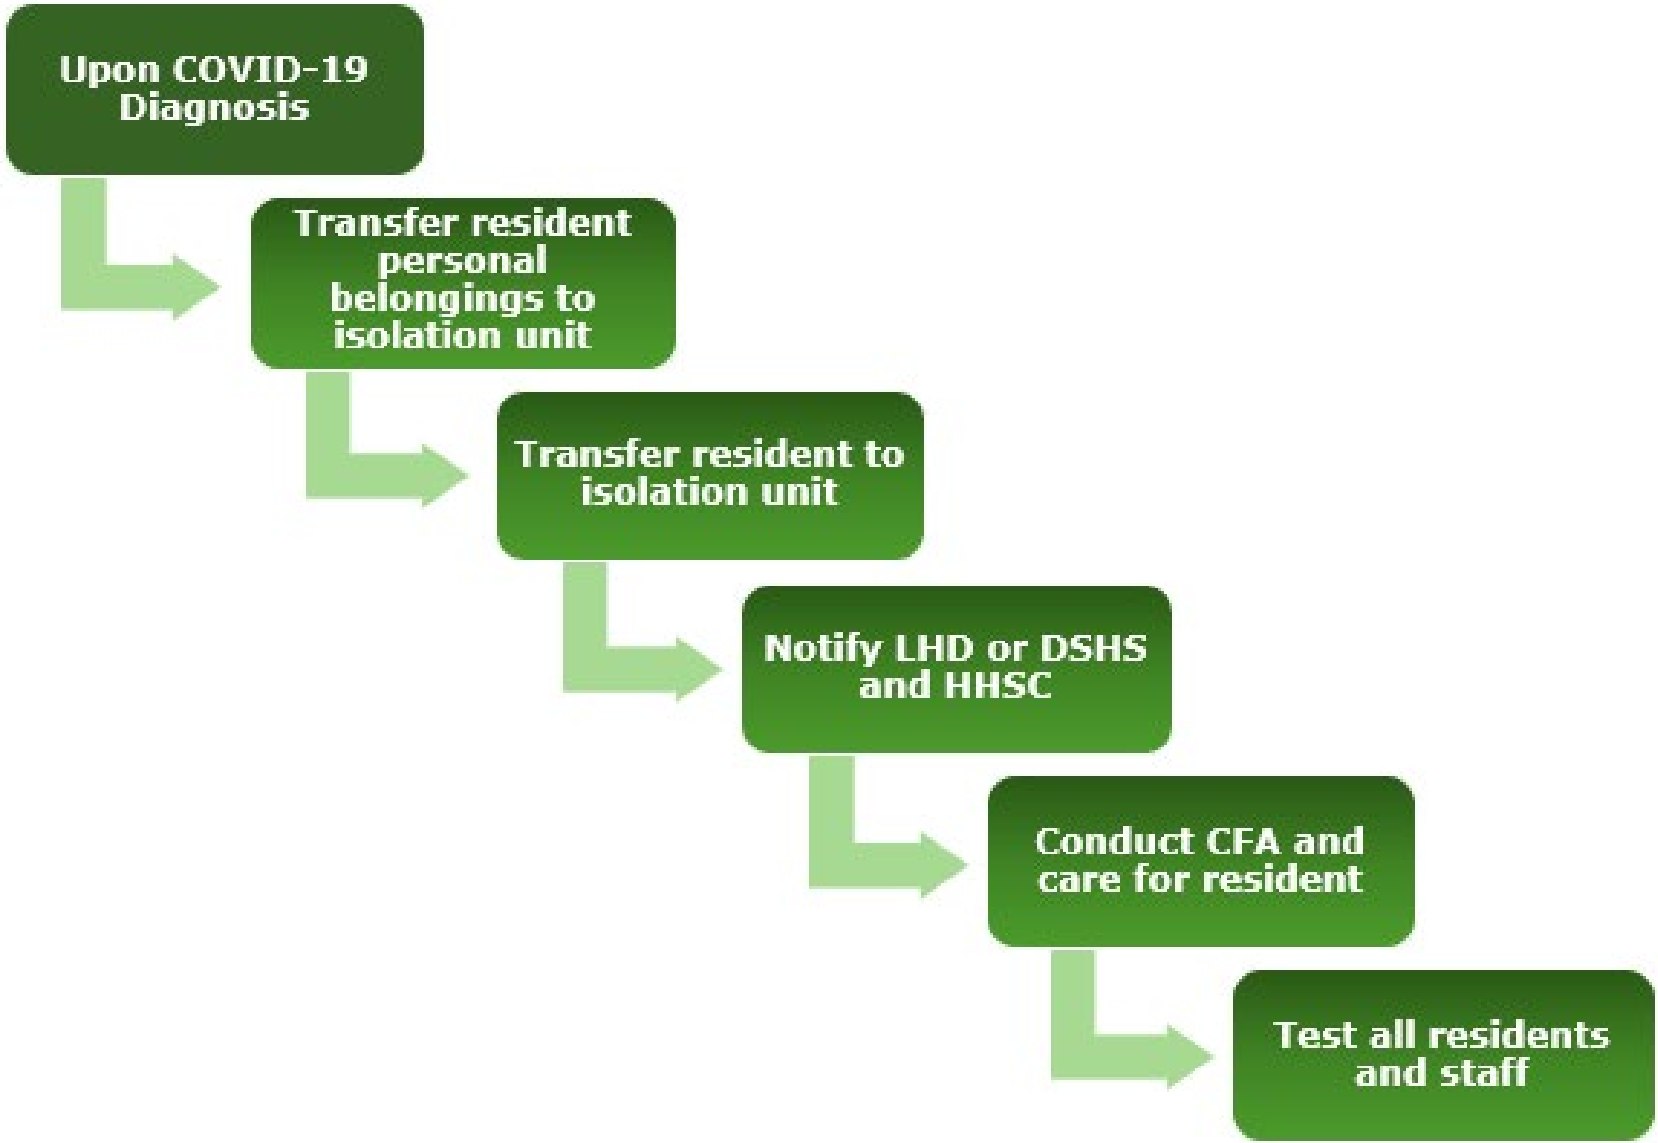 Upon COVID-19
Diagnosis
Transfer resident
personal
belongings to
isolation unit
Transfer resident to
isolation unit
Notify LHD or DSHS
and HHSC
Conduct CFA and
care for resident
Test all residents
and staff